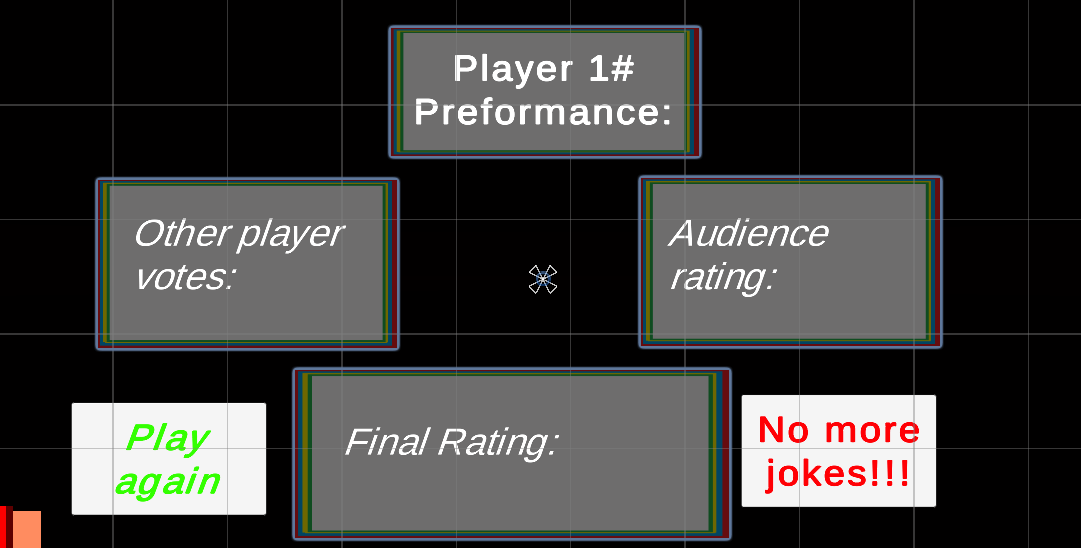 Player 1#
Preformance:
Other player
votes:
Audience
rating:
Play
again
Final Rating:
No more
jokes!!!